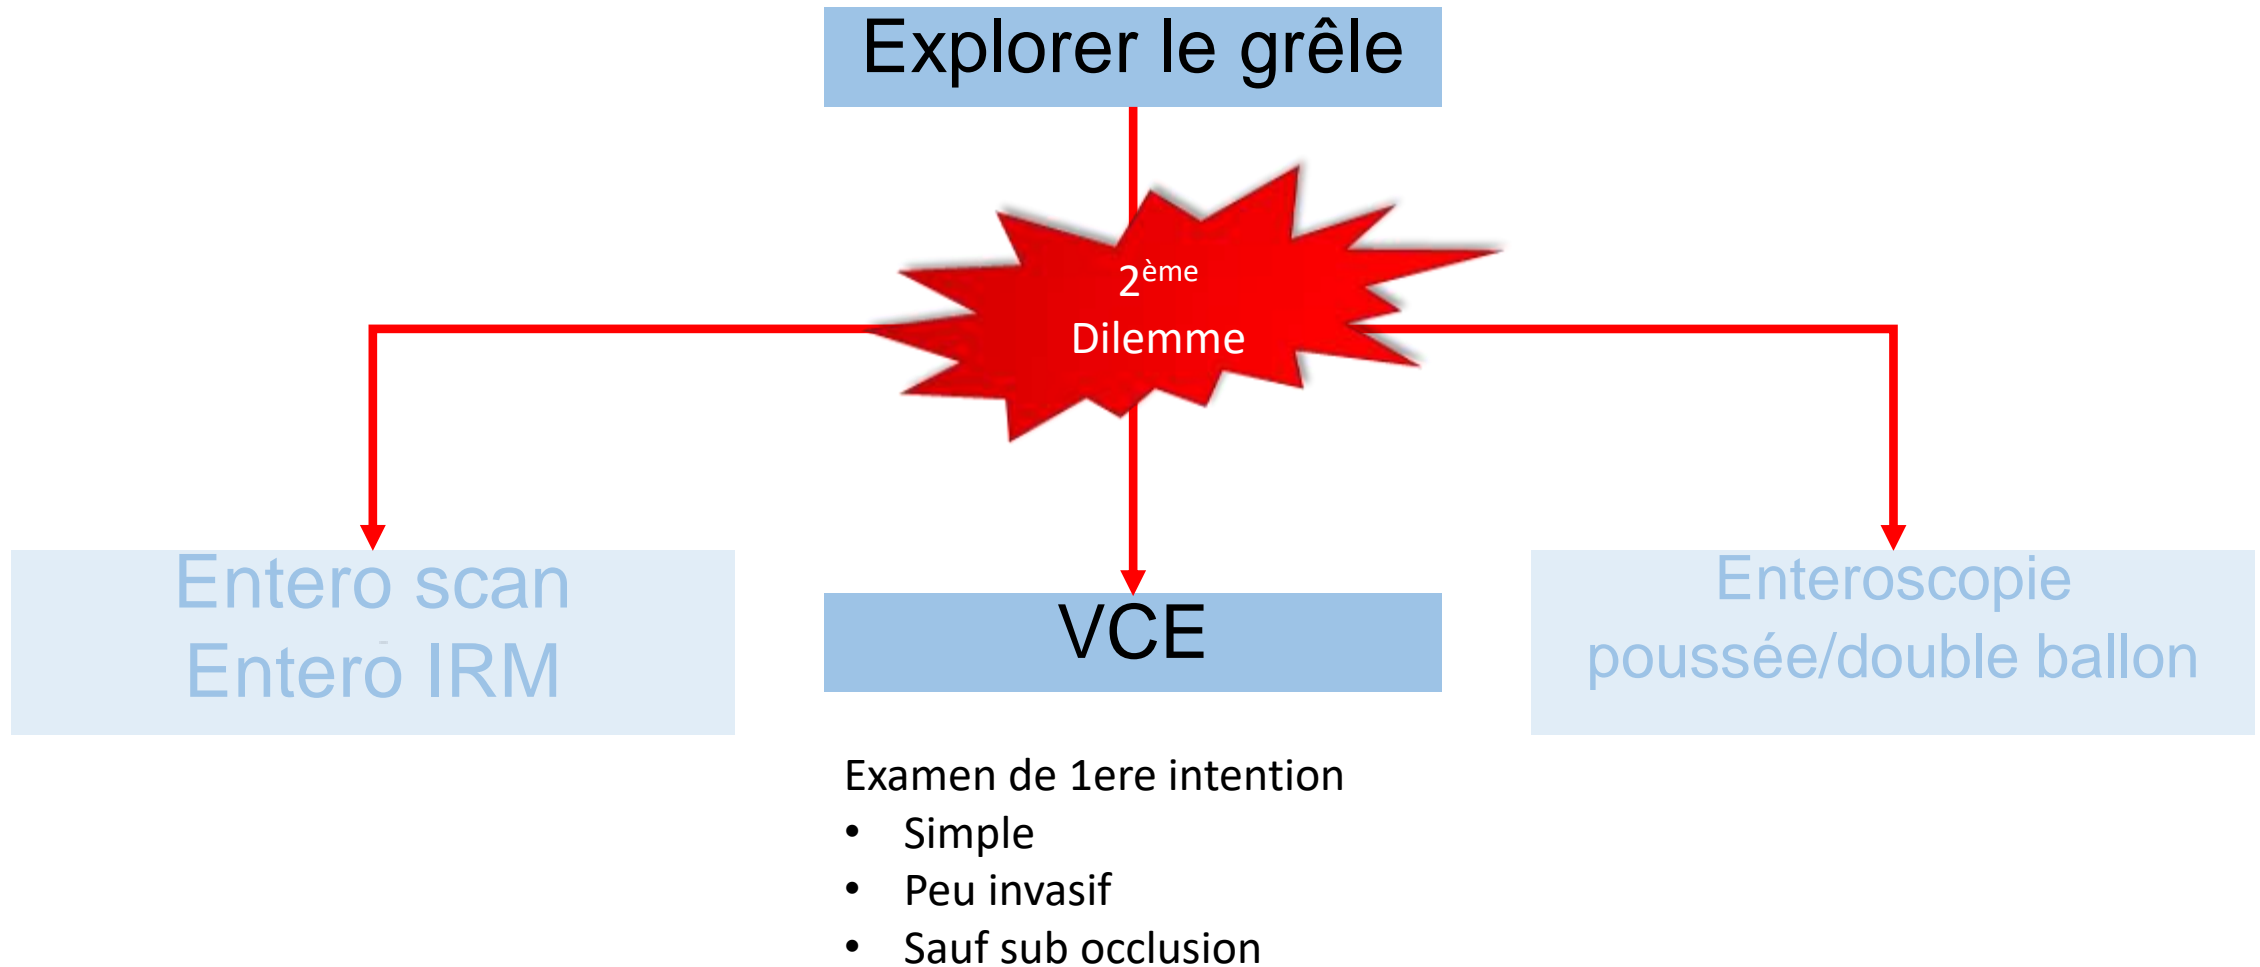 Explorer le grêle
2ème
Dilemme
Entero scan
Entero IRM
VCE
Enteroscopie
poussée/double ballon
Examen de 1ere intention
• Simple
• Peu invasif
• Sauf sub occlusion